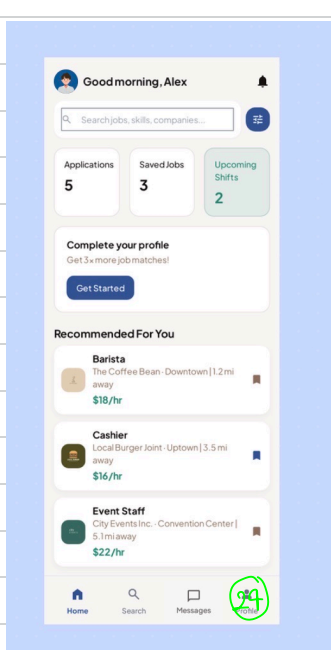 Good morning, Alex
Search jobs, skills, companies...
Applications
5
Saved Jobs
3
Upcoming
Shifts
2
Complete your profile
Get 3x more job matches!
Get Started
Recommended For You
Barista
The Coffee Bean · Downtown | 1.2 mi
away
$18/hr
Cashier
Local Burger Joint · Uptown | 3.5 mi
away
$16/hr
Event Staff
City Events Inc. · Convention Center |
5.1 mi away
$22/hr
29
Home Search Messages Profile